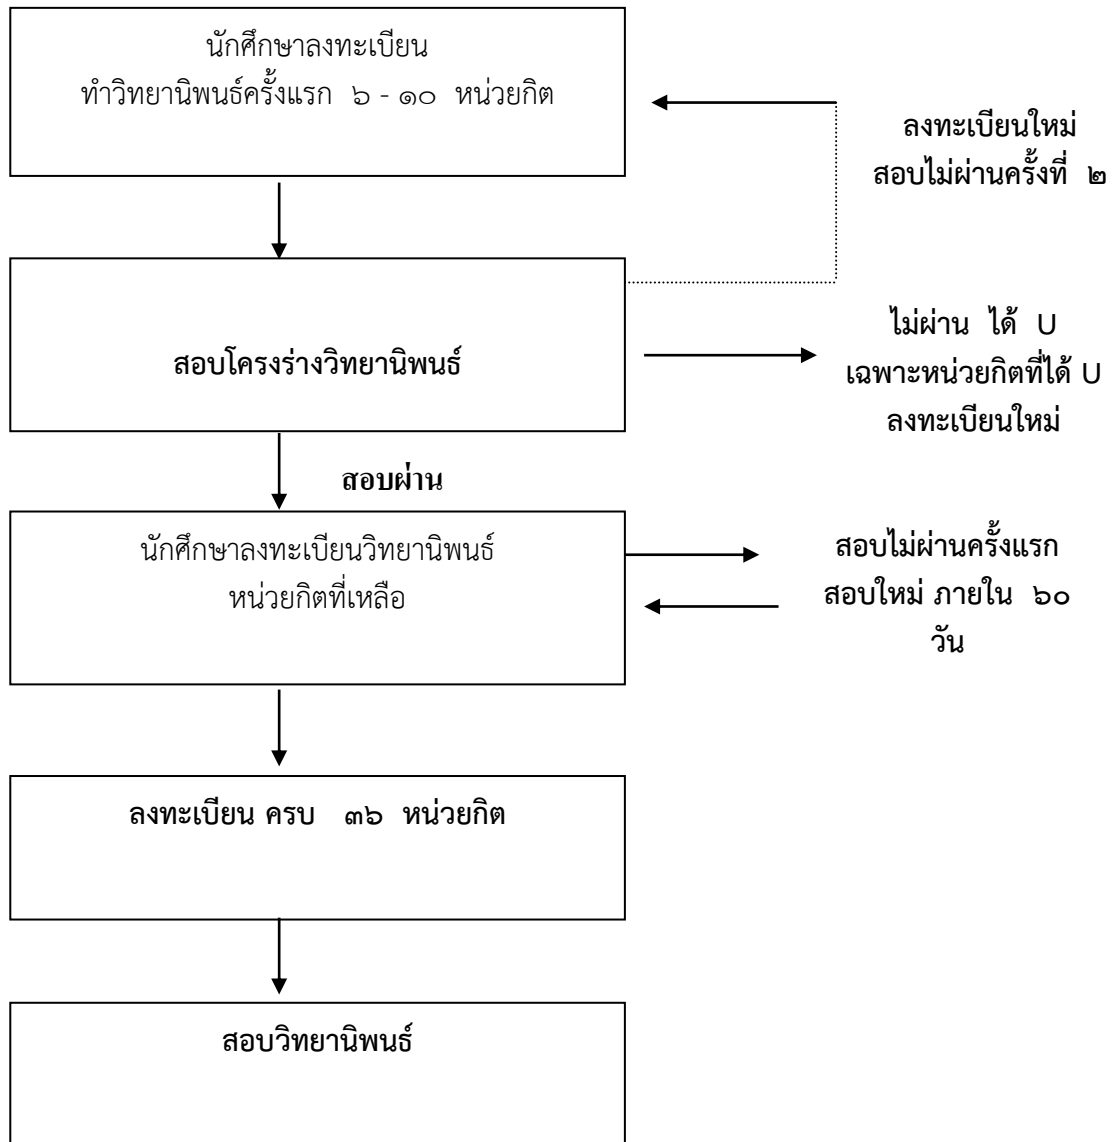 นักศึกษาลงทะเบียน
ทำวิทยานิพนธ์ครั้งแรก ๖ - ๑๐ หน่วยกิต
ลงทะเบียนใหม่
สอบไม่ผ่านครั้งที่ ๒
สอบโครงร่างวิทยานิพนธ์
ไม่ผ่าน ได้ U
เฉพาะหน่วยกิตที่ได้ U
ลงทะเบียนใหม่
สอบผ่าน
นักศึกษาลงทะเบียนวิทยานิพนธ์
หน่วยกิตที่เหลือ
สอบไม่ผ่านครั้งแรก
สอบใหม่ ภายใน ๖๐
วัน
ลงทะเบียน ครบ ๓๖ หน่วยกิต
สอบวิทยานิพนธ์